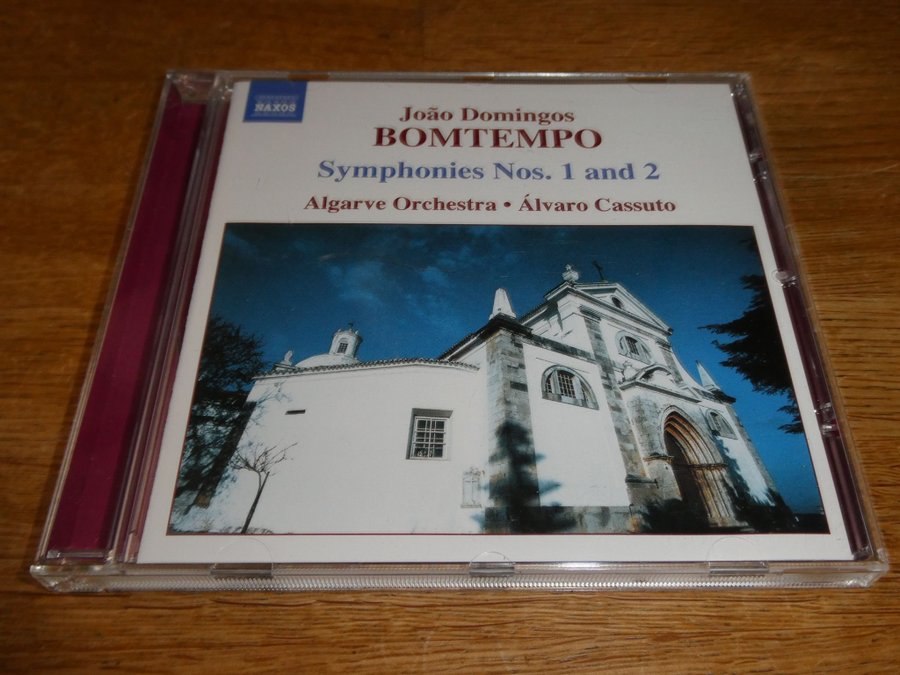 NAXOS
João Domingos
BOMTEMPO
Symphonies Nos. 1 and 2
Algarve Orchestra • Álvaro Cassuto